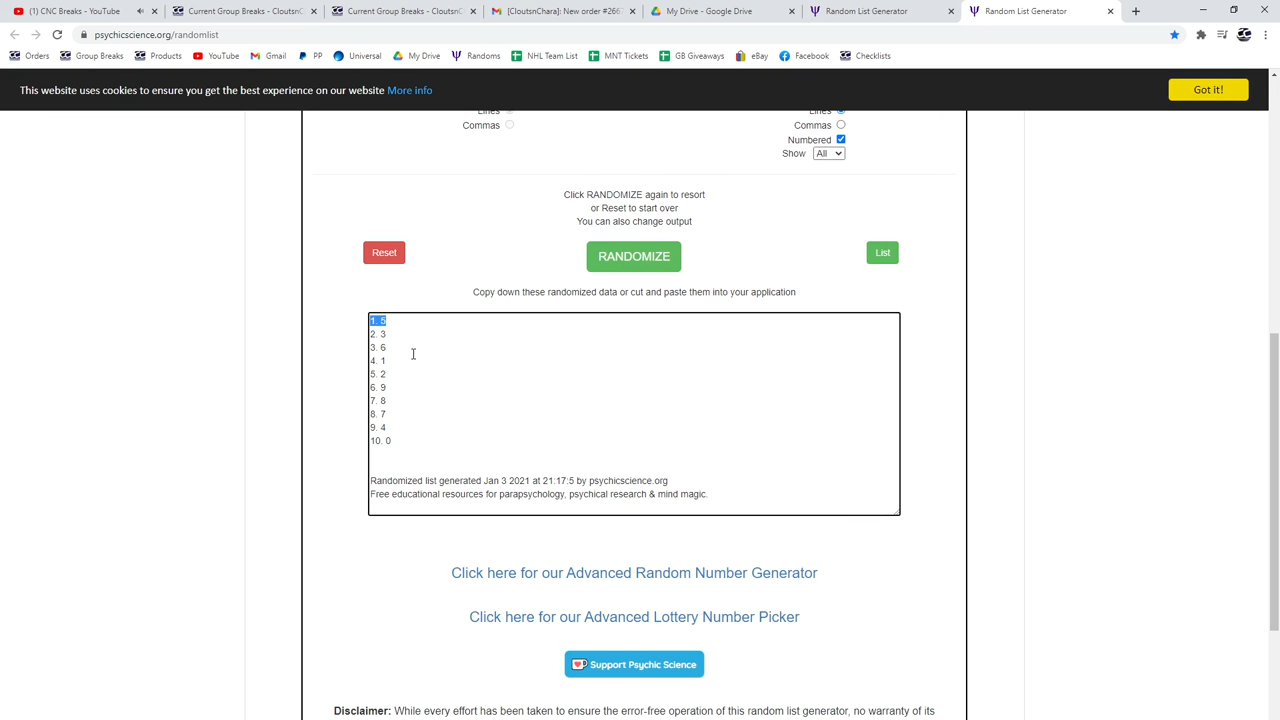 (1) CNC Breaks - YouTube
Current Group Breaks - CloutsnC
Current Group Breaks - CloutsnC
[CloutsnChara]: New order #266
My Drive - Google Drive
Random List Generator
Random List Generator
psychicscience.org/randomlist
Orders
Group Breaks
Products
YouTube
Gmail
PP
Universal
My Drive
Randoms
NHL Team List
MNT Tickets
GB Giveaways
eBay
Facebook
Checklists
This website uses cookies to ensure you get the best experience on our website More info
Got it!
Lines
Lines
Commas
Commas
Numbered
Show All
Click RANDOMIZE again to resort
or Reset to start over
You can also change output
Reset
RANDOMIZE
List
Copy down these randomized data or cut and paste them into your application
1. 5
2. 3
3. 6
4. 1
5. 2
6. 9
7. 8
8. 7
9. 4
10. 0
Randomized list generated Jan 3 2021 at 21:17:5 by psychicscience.org
Free educational resources for parapsychology, psychical research & mind magic.
Click here for our Advanced Random Number Generator
Click here for our Advanced Lottery Number Picker
Support Psychic Science
Disclaimer: While every effort has been taken to ensure the error-free operation of this random list generator, no warranty of its